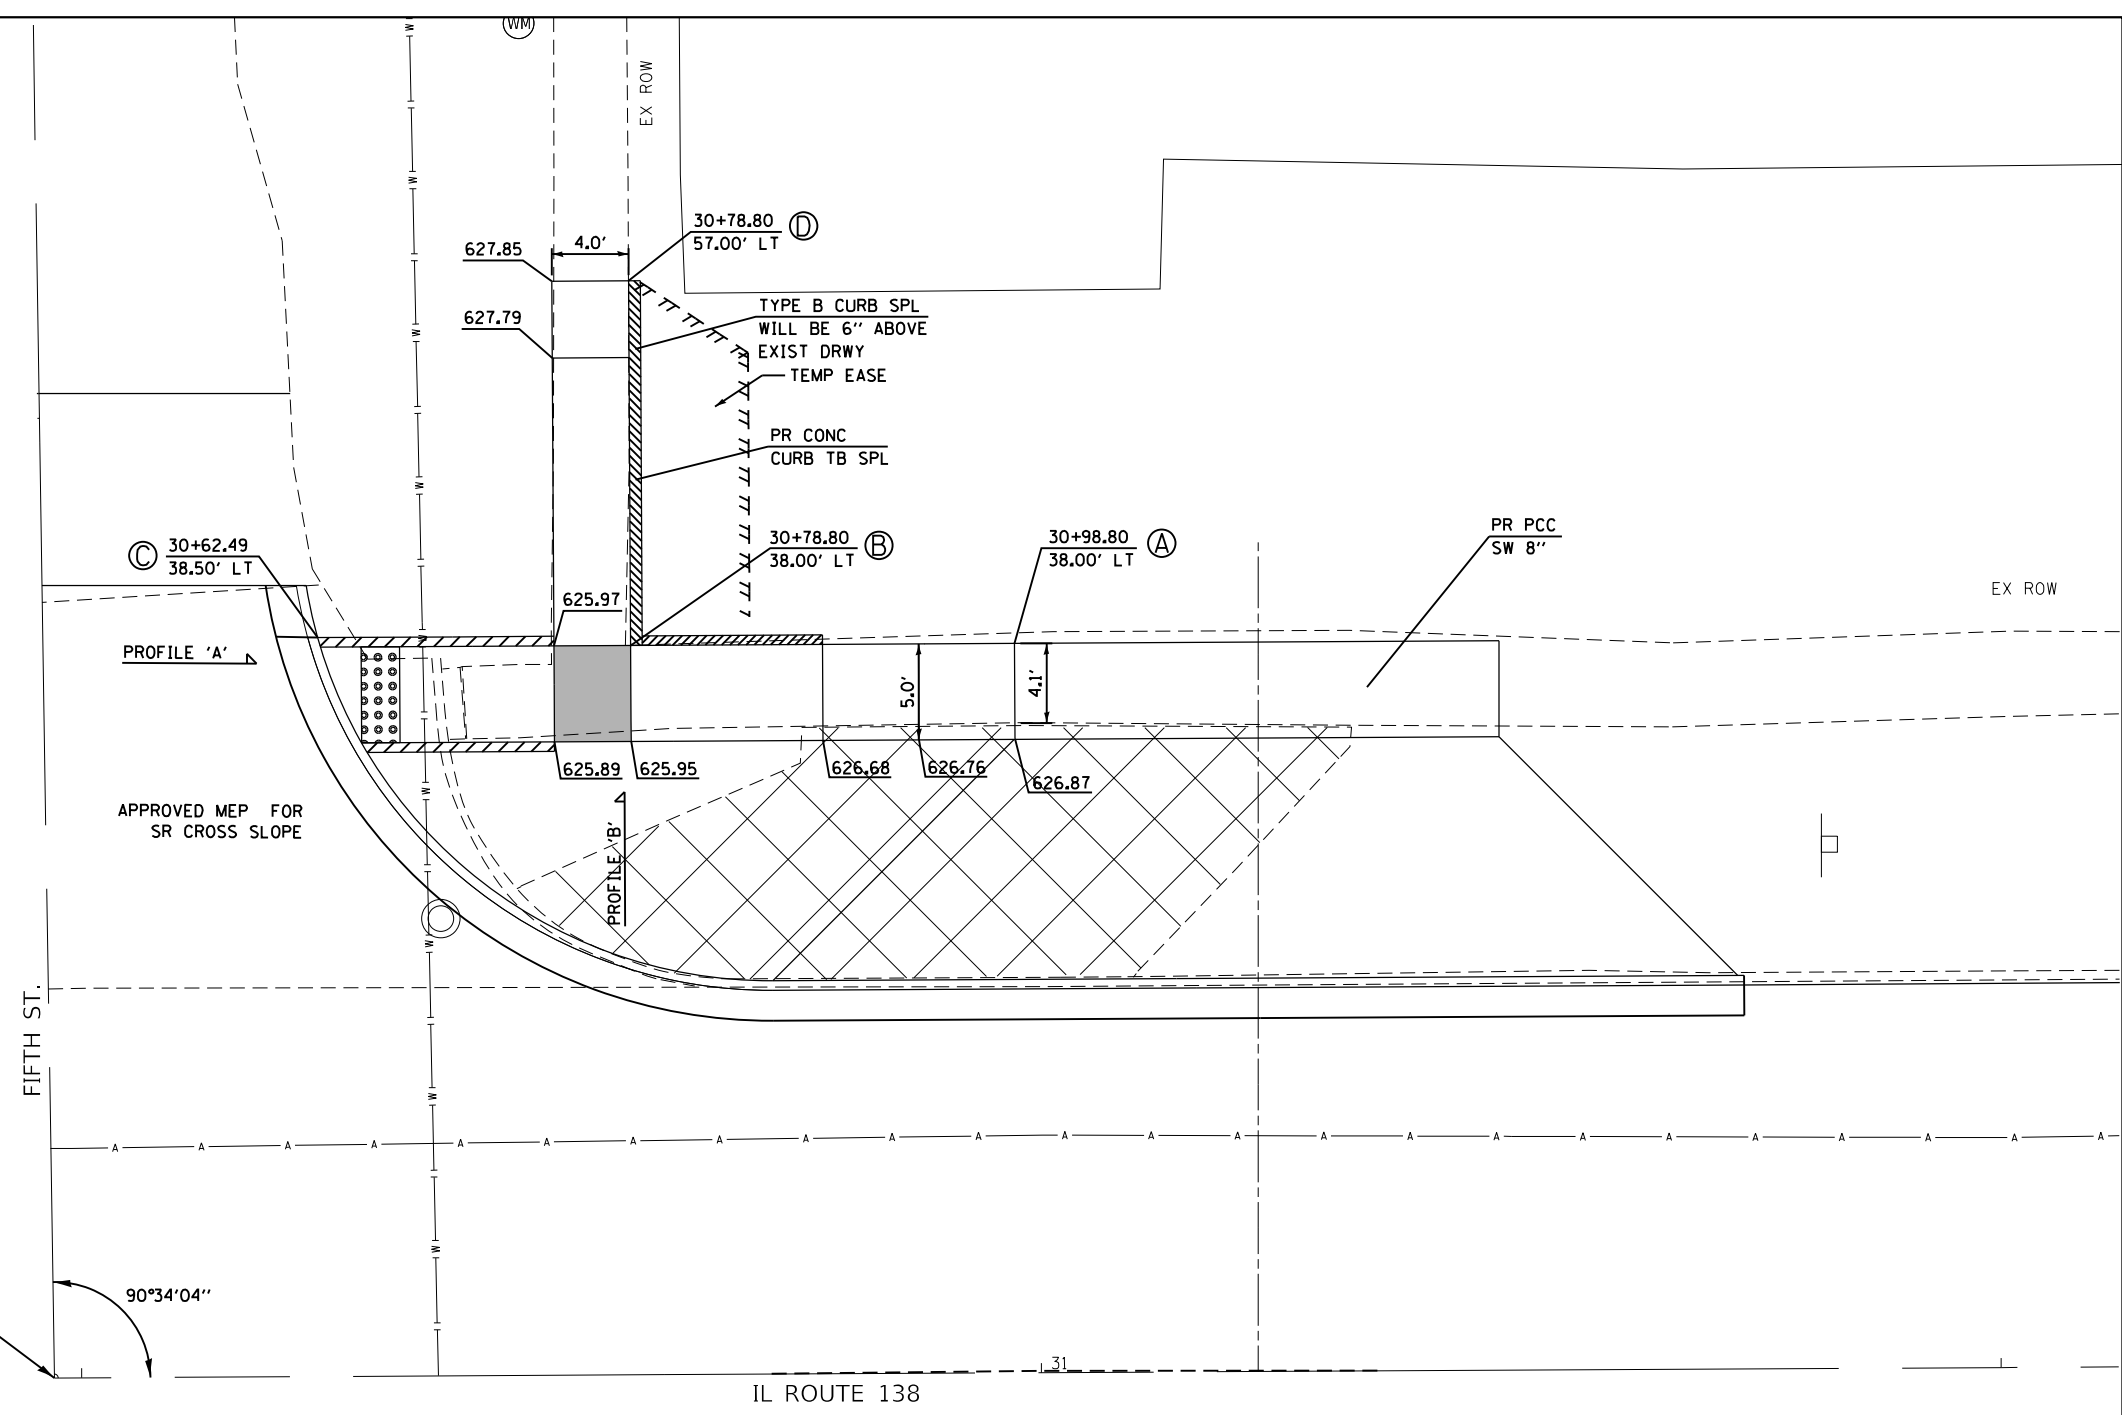 WM
EX ROW
30+78.80
57.00' LT
D
627.85
4.0'
627.79
TYPE B CURB SPL
WILL BE 6'' ABOVE
EXIST DRWY
TEMP EASE
PR CONC
CURB TB SPL
C
30+62.49
38.50' LT
30+78.80
38.00' LT
B
30+98.80
38.00' LT
A
PR PCC
SW 8''
EX ROW
625.97
PROFILE 'A'
5.0'
4.1'
625.89
625.95
626.68
626.76
626.87
APPROVED MEP FOR
SR CROSS SLOPE
PROFILE 'B'
FIFTH ST.
W W W W W W W W W W
A A A A A A A A A A A A A A A A A A A A A A A A
90°34'04''
31
IL ROUTE 138